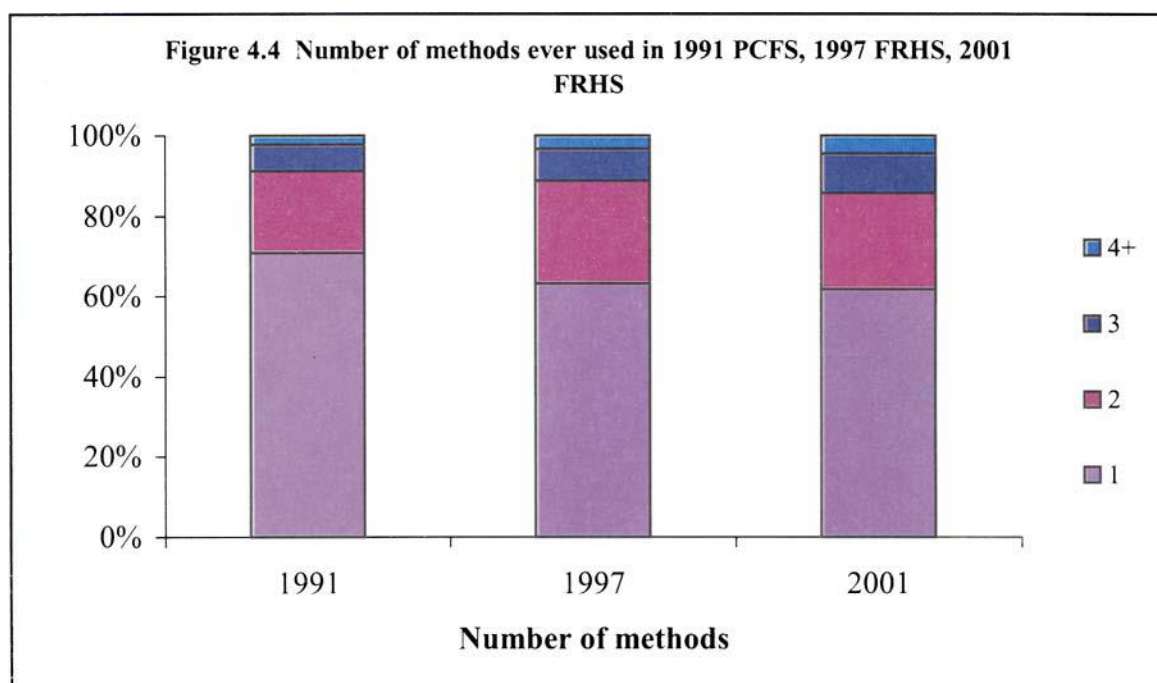 Figure 4.4 Number of methods ever used in 1991 PCFS, 1997 FRHS, 2001
FRHS
100%
80%
60%
40%
20%
0%
4+
3
2
1
1991 1997 2001
Number of methods